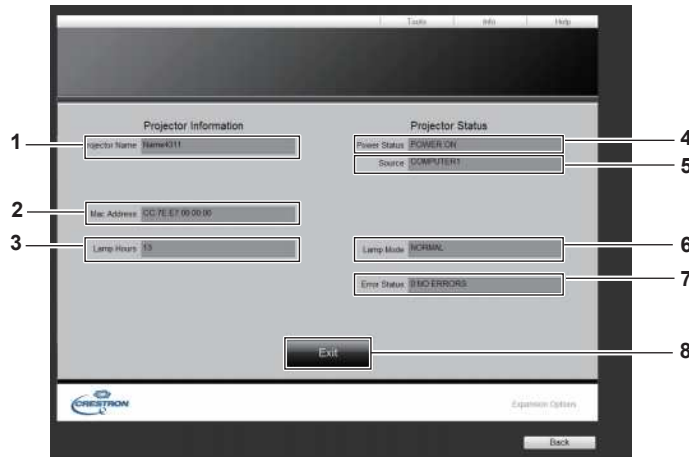 Tools Info Help
Projector Information Projector Status
1 rojector Name Name4311 Power Status POWER ON 4
Source COMPUTER1 5
2 Mac Address CC:7E:E7:00:00:00
3 Lamp Hours 13 Lamp Mode NORMAL 6
Error Status 0:NO ERRORS 7
Exit 8
CRESTRON Expansion Options
Back